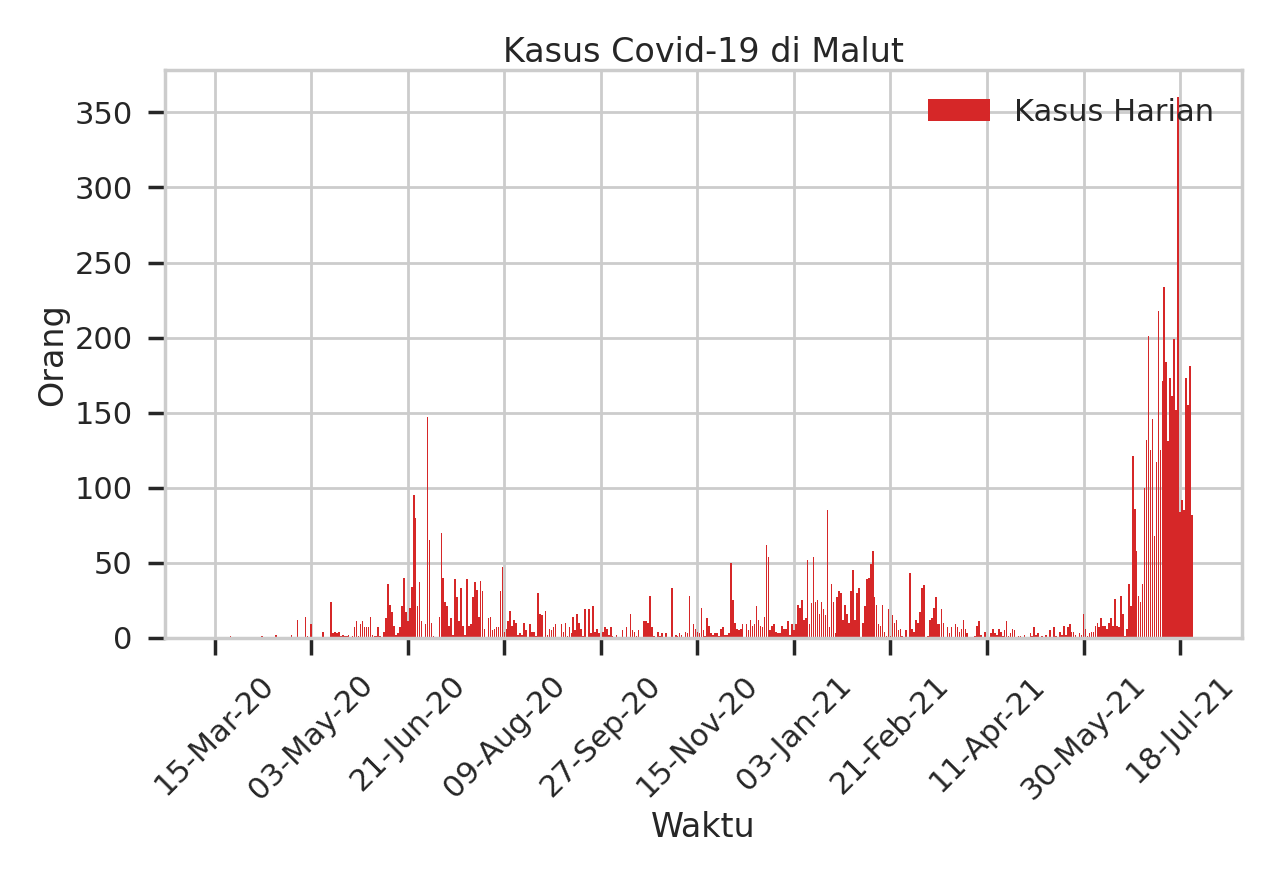 Kasus Covid-19 di Malut
Kasus Harian
350
300
250
200
150
100
50
0
Orang
15-Mar-20
03-May-20
21-Jun-20
09-Aug-20
27-Sep-20
15-Nov-20
03-Jan-21
21-Feb-21
11-Apr-21
30-May-21
18-Jul-21
Waktu